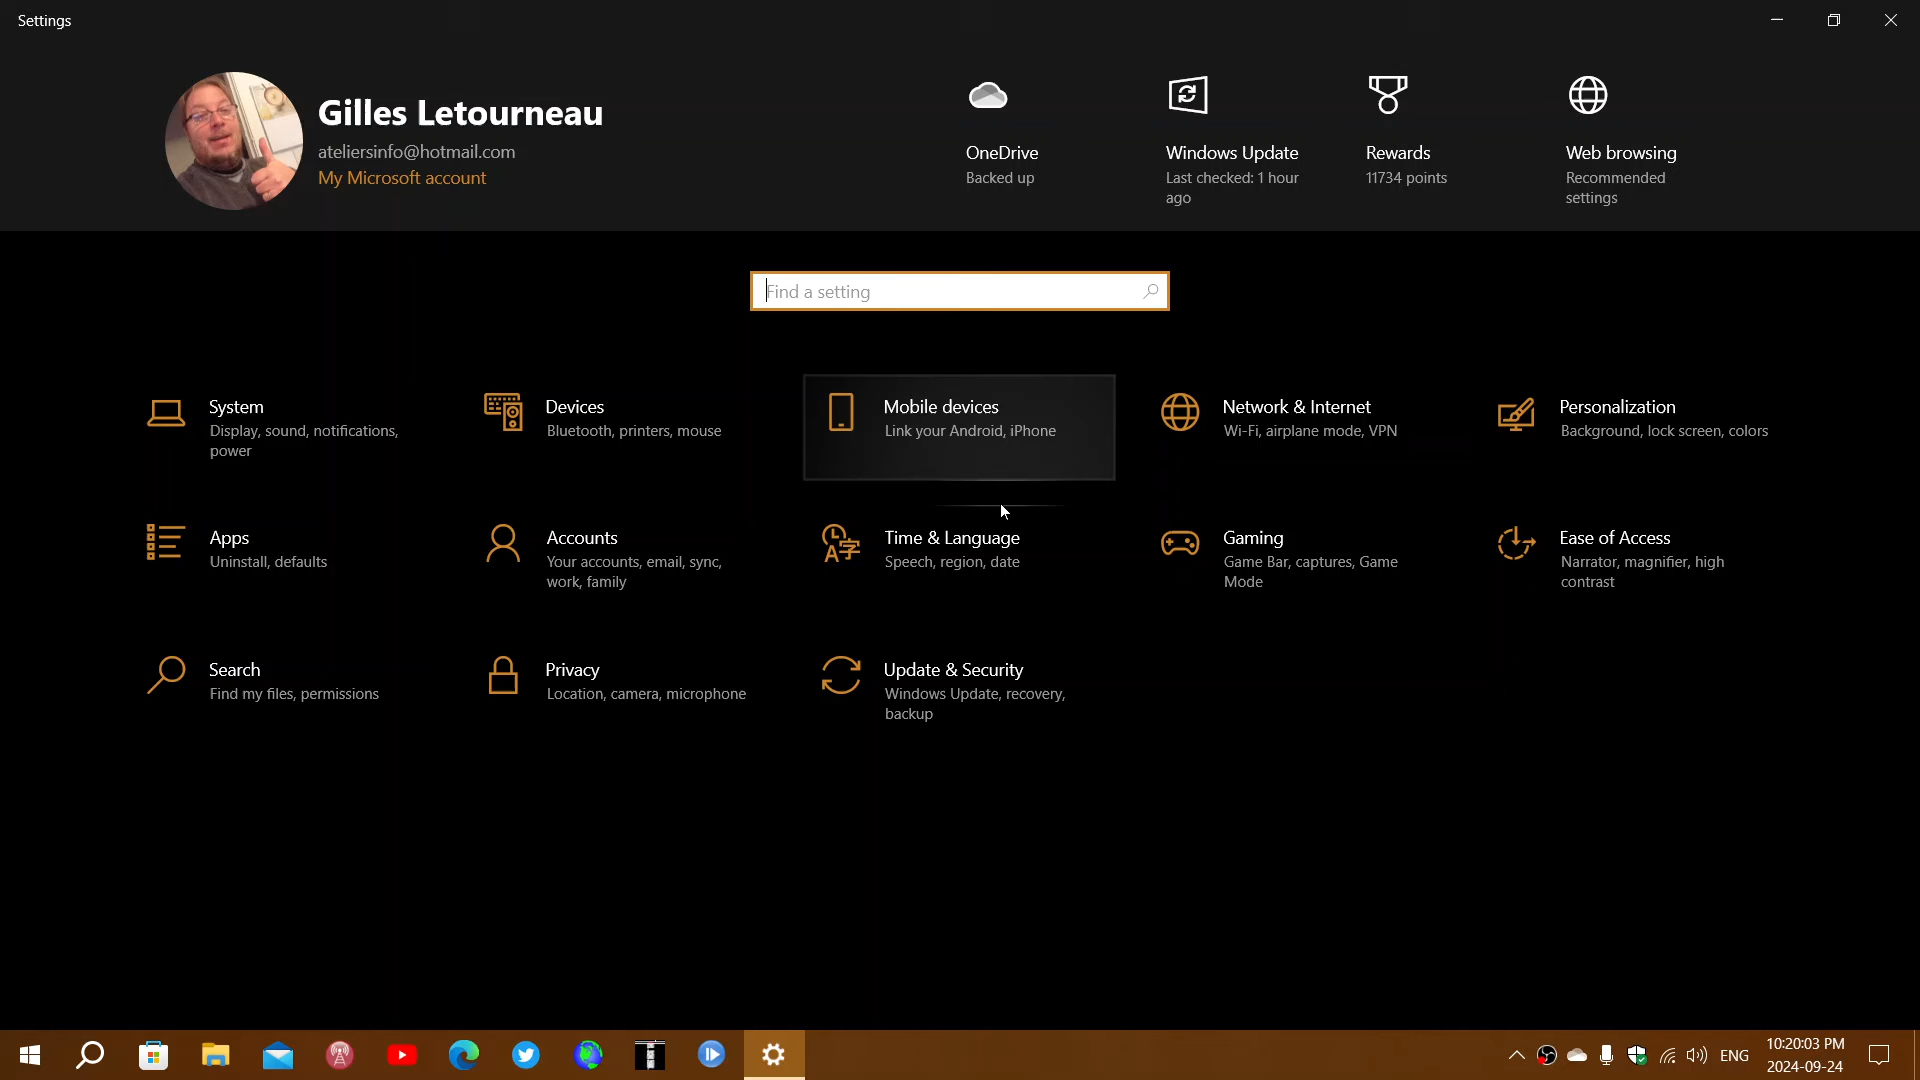 Settings
Gilles Letourneau
ateliersinfo@hotmail.com
My Microsoft account
OneDrive
Backed up
Windows Update
Last checked: 1 hour
ago
Rewards
11734 points
Web browsing
Recommended
settings
Find a setting
System
Display, sound, notifications,
power
Devices
Bluetooth, printers, mouse
Mobile devices
Link your Android, iPhone
Network & Internet
Wi-Fi, airplane mode, VPN
Personalization
Background, lock screen, colors
Apps
Uninstall, defaults
Accounts
Your accounts, email, sync,
work, family
Time & Language
Speech, region, date
Gaming
Game Bar, captures, Game
Mode
Ease of Access
Narrator, magnifier, high
contrast
Search
Find my files, permissions
Privacy
Location, camera, microphone
Update & Security
Windows Update, recovery,
backup
ENG
10:20:03 PM
2024-09-24